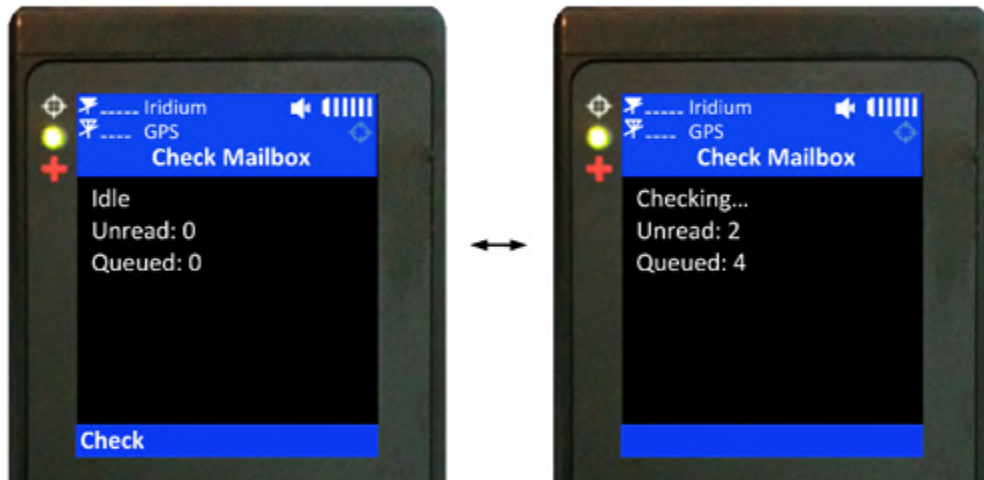 Iridium
GPS
Check Mailbox
Idle
Unread: 0
Queued: 0
Check
Iridium
GPS
Check Mailbox
Checking...
Unread: 2
Queued: 4